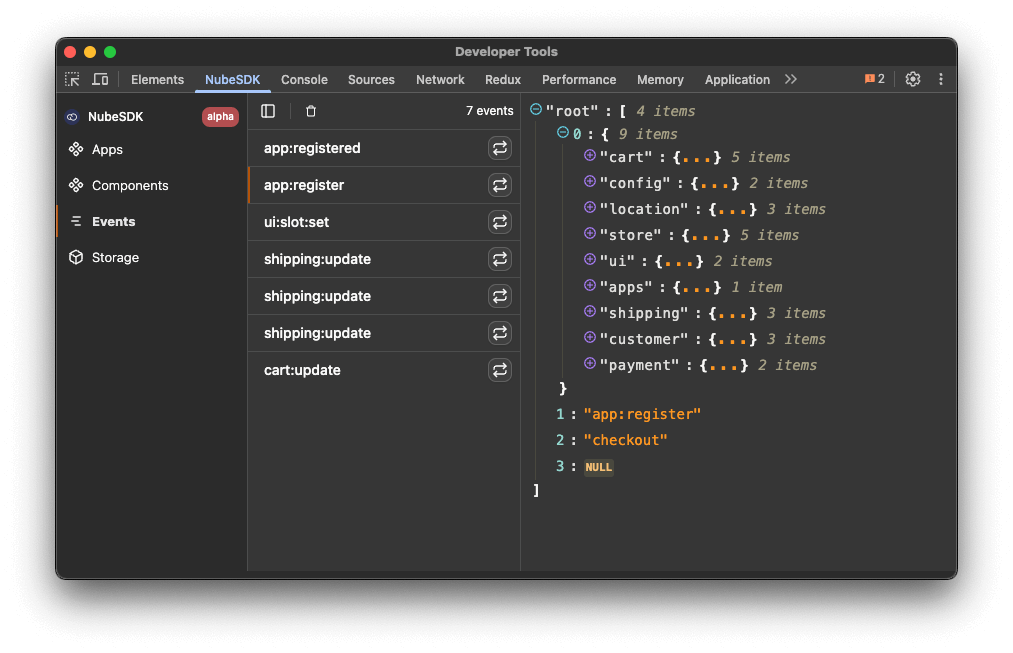 Developer Tools
Elements NubeSDK Console Sources Network Redux Performance Memory Application 2
NubeSDK alpha
Apps
Components
Events
Storage
7 events
app:registered
app:register
ui:slot:set
shipping:update
shipping:update
shipping:update
cart:update
"root" : [ 4 items
0 : { 9 items
"cart" : {...} 5 items
"config" : {...} 2 items
"location" : {...} 3 items
"store" : {...} 5 items
"ui" : {...} 2 items
"apps" : {...} 1 item
"shipping" : {...} 3 items
"customer" : {...} 3 items
"payment" : {...} 2 items
}
1 : "app:register"
2 : "checkout"
3 : NULL
]